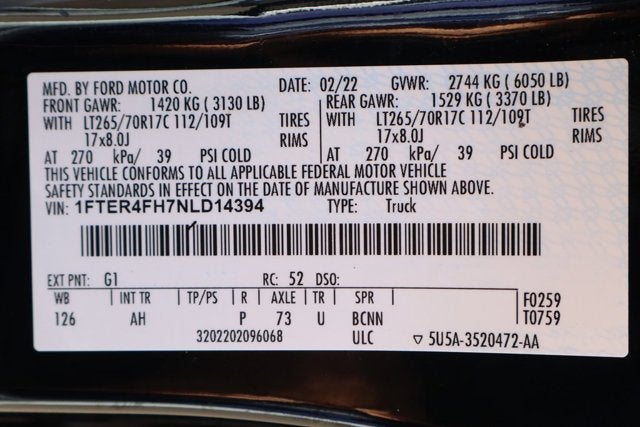 MFD. BY FORD MOTOR CO. DATE: 02/22 GVWR: 2744 KG ( 6050 LB)
FRONT GAWR: 1420 KG ( 3130 LB) REAR GAWR: 1529 KG ( 3370 LB)
WITH LT265/70R17C 112/109T TIRES WITH LT265/70R17C 112/109T TIRES
17x8.0J RIMS 17x8.0J RIMS
AT 270 kPa/ 39 PSI COLD AT 270 kPa/ 39 PSI COLD
THIS VEHICLE CONFORMS TO ALL APPLICABLE FEDERAL MOTOR VEHICLE
SAFETY STANDARDS IN EFFECT ON THE DATE OF MANUFACTURE SHOWN ABOVE.
VIN: 1FTER4FH7NLD14394 TYPE: Truck
EXT PNT: G1 RC: 52 DSO:
WB INT TR TP/PS R AXLE TR SPR F0259
126 AH P 73 U BCNN T0759
3202202096068 ULC ▽ 5U5A-3520472-AA